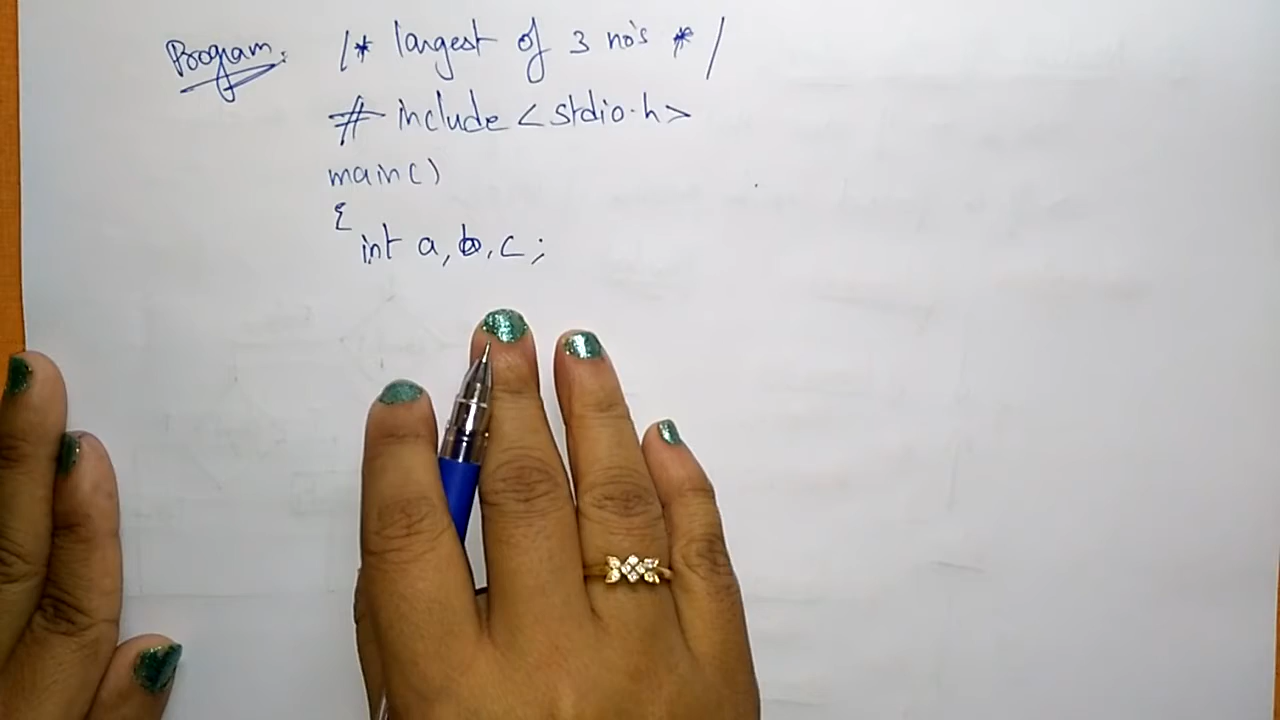 Program: /* largest of 3 no's */
# include <stdio.h>
main()
{
int a, b, c;